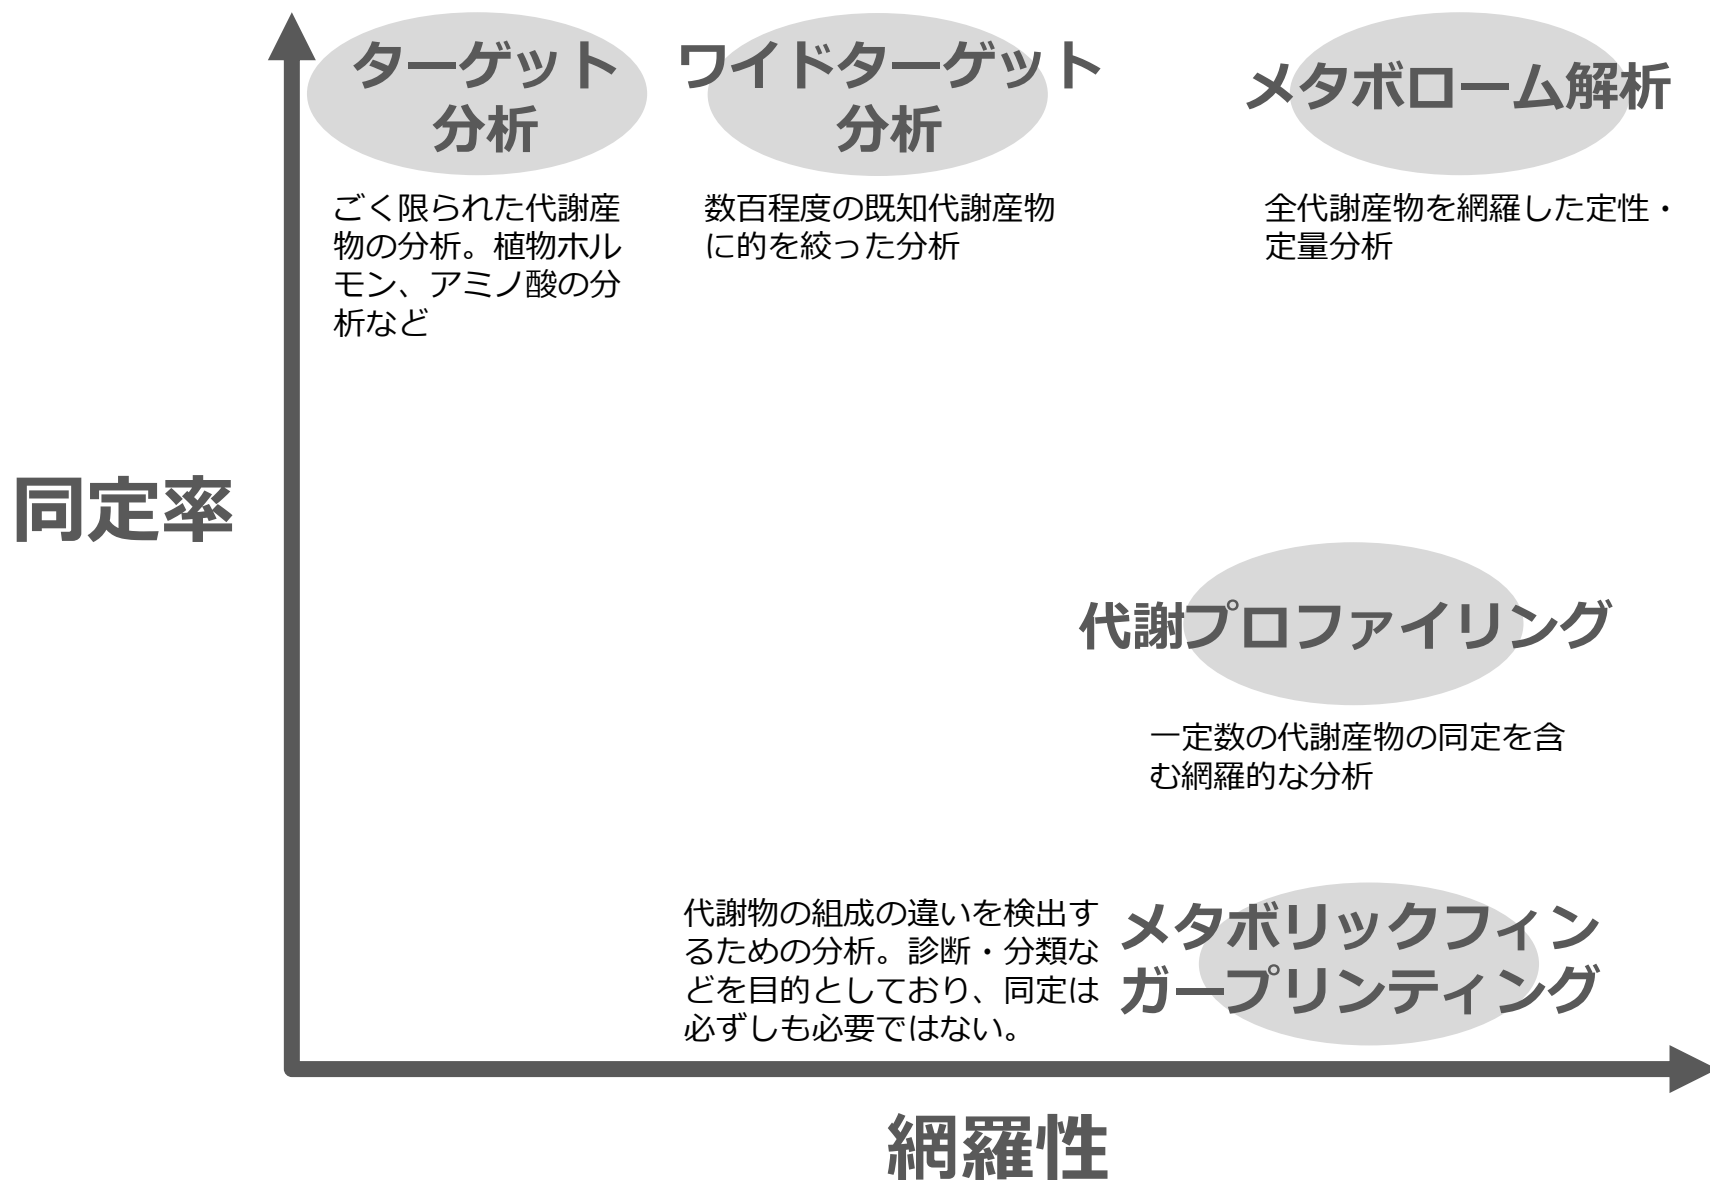 ターゲット
分析
ごく限られた代謝産
物の分析。植物ホル
モン、アミノ酸の分
析など
ワイドターゲット
分析
数百程度の既知代謝産物
に的を絞った分析
メタボローム解析
全代謝産物を網羅した定性・
定量分析
同定率
代謝プロファイリング
一定数の代謝産物の同定を含
む網羅的な分析
代謝物の組成の違いを検出す
るための分析。診断・分類な
どを目的としており、同定は
必ずしも必要ではない。
メタボリックフィン
ガープリンティング
網羅性